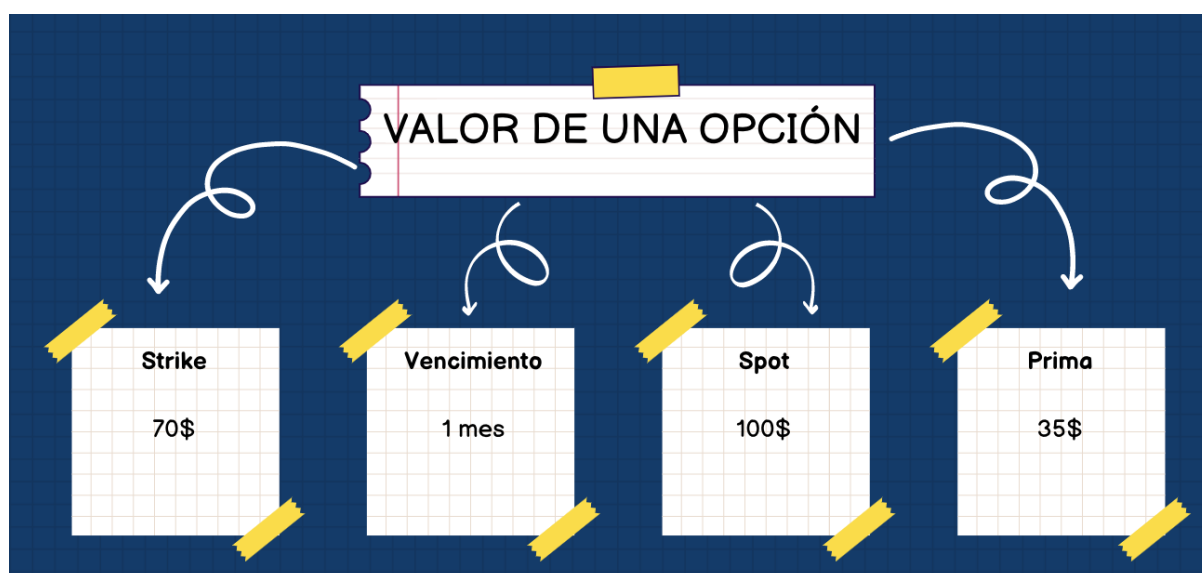 VALOR DE UNA OPCIÓN
Strike
70$
Vencimiento
1 mes
Spot
100$
Prima
35$